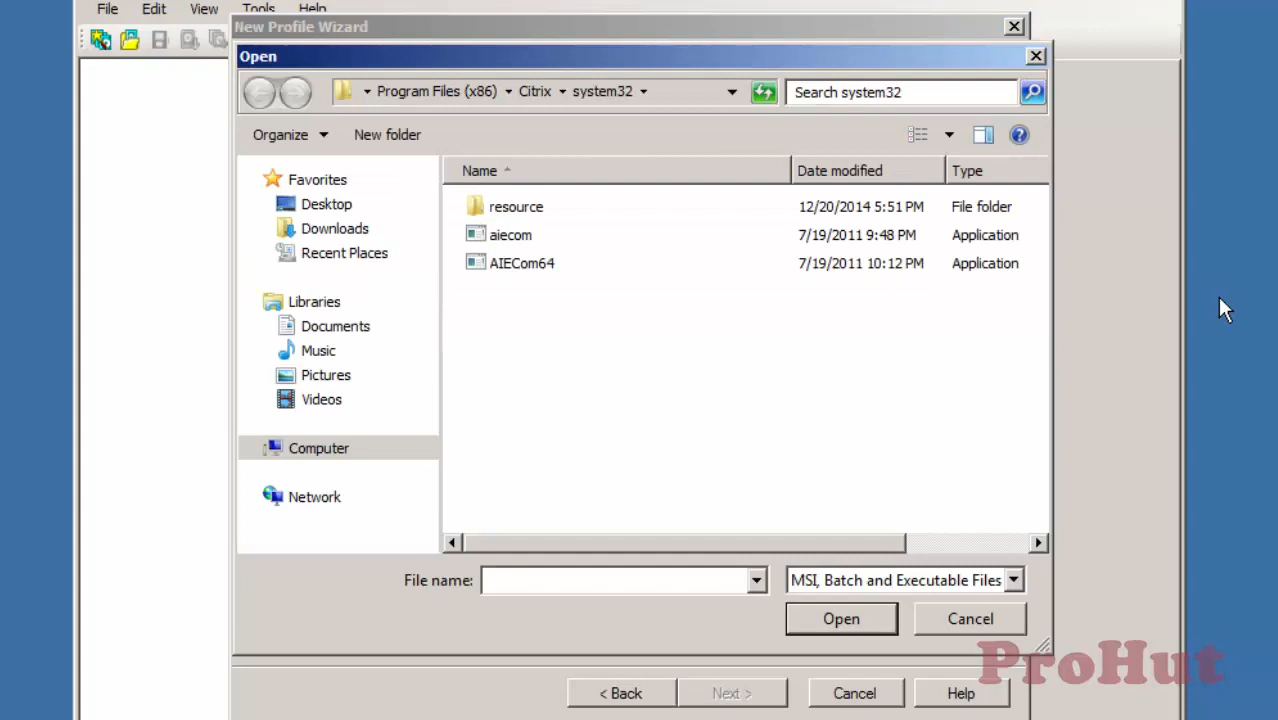 File Edit View Tools Help
New Profile Wizard
Open
Program Files (x86) Citrix system32
Search system32
Organize New folder
Name Date modified Type
Favorites
Desktop
Downloads
Recent Places
Libraries
Documents
Music
Pictures
Videos
Computer
Network
resource 12/20/2014 5:51 PM File folder
aiecom 7/19/2011 9:48 PM Application
AIECom64 7/19/2011 10:12 PM Application
File name: MSI, Batch and Executable Files
Open Cancel
ProHut
< Back Next > Cancel Help